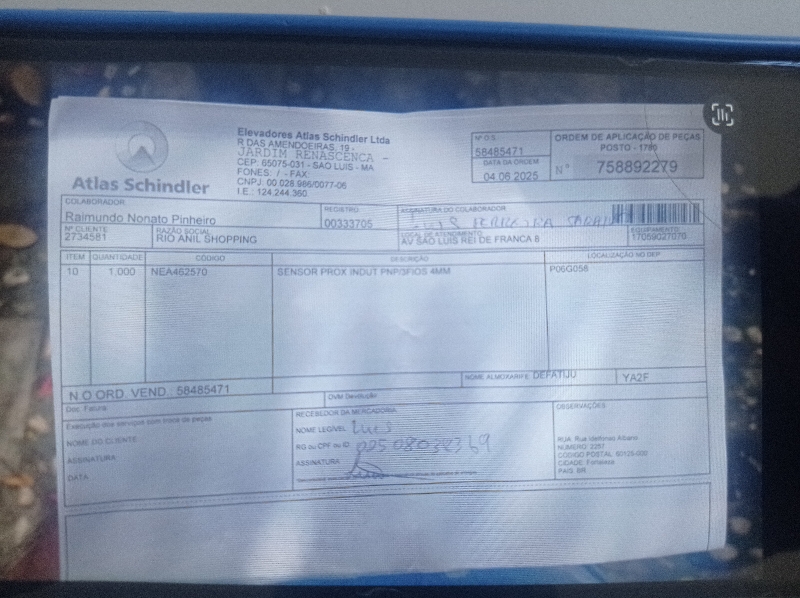 Atlas Schindler
Elevadores Atlas Schindler Ltda
R DAS AMENDOEIRAS, 19 -
JARDIM RENASCENCA -
CEP: 65075-031 - SAO LUIS - MA
FONES: / - FAX:
CNPJ: 00.028.986/0077-06
I.E.: 124.244.360
Nº O.S.
58485471
DATA DA ORDEM
04.06.2025
ORDEM DE APLICAÇÃO DE PEÇAS
POSTO - 1760
Nº 758892279
COLABORADOR
Raimundo Nonato Pinheiro
REGISTRO
00333705
ASSINATURA DO COLABORADOR
Nº CLIENTE
2734581
RAZÃO SOCIAL
RIO ANIL SHOPPING
LOCAL DE ATENDIMENTO
AV SAO LUIS REI DE FRANCA 8
EQUIPAMENTO
17059027070
ITEM QUANTIDADE CÓDIGO DESCRIÇÃO LOCALIZAÇÃO NO DEP
10 1,000 NEA462570 SENSOR PROX INDUT PNP/3FIOS 4MM P06G056
NOME ALMOXARIFE DEFATIJU YA2F
N.O ORD. VEND.: 58485471
OVM Devolução
Doc. Fatura
Execução dos serviços com troca de peças
NOME DO CLIENTE
ASSINATURA
DATA
RECEBEDOR DA MERCADORIA
NOME LEGÍVEL Luis
RG ou CPF ou ID
ASSINATURA
OBSERVAÇÕES
RUA: Rua Idelfonso Albano
NÚMERO: 2257
CÓDIGO POSTAL: 60125-000
CIDADE: Fortaleza
PAÍS: BR